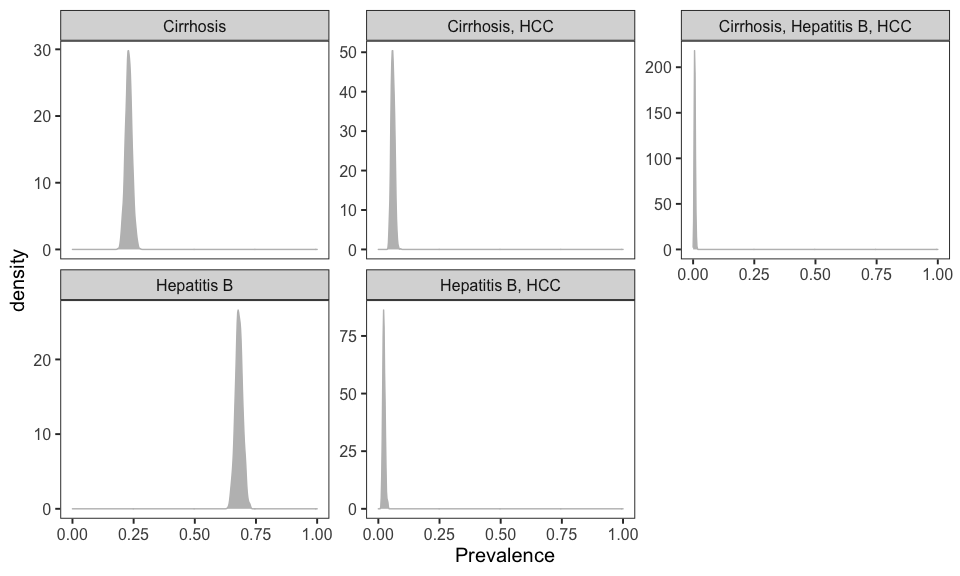 Cirrhosis
Cirrhosis, HCC
Cirrhosis, Hepatitis B, HCC
30
20
10
0
50
40
30
20
10
0
200
150
100
50
0
0.00 0.25 0.50 0.75 1.00
density
Hepatitis B
Hepatitis B, HCC
20
10
0
75
50
25
0
0.00 0.25 0.50 0.75 1.00
0.00 0.25 0.50 0.75 1.00
Prevalence